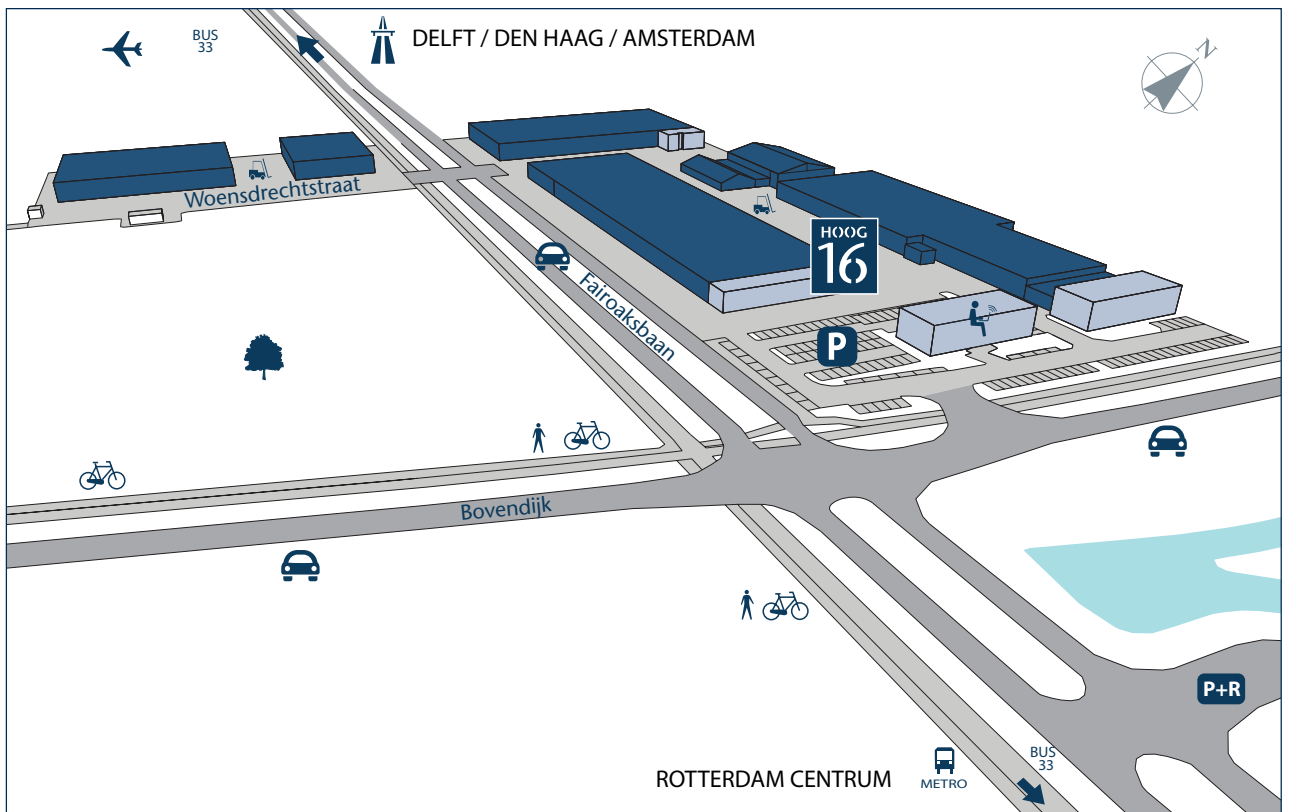 BUS
33
DELFT / DEN HAAG / AMSTERDAM
N
Woensdrechtstraat
HOOG
16
Fairoaksbaan
P
Bovendijk
P+R
ROTTERDAM CENTRUM
METRO
BUS
33